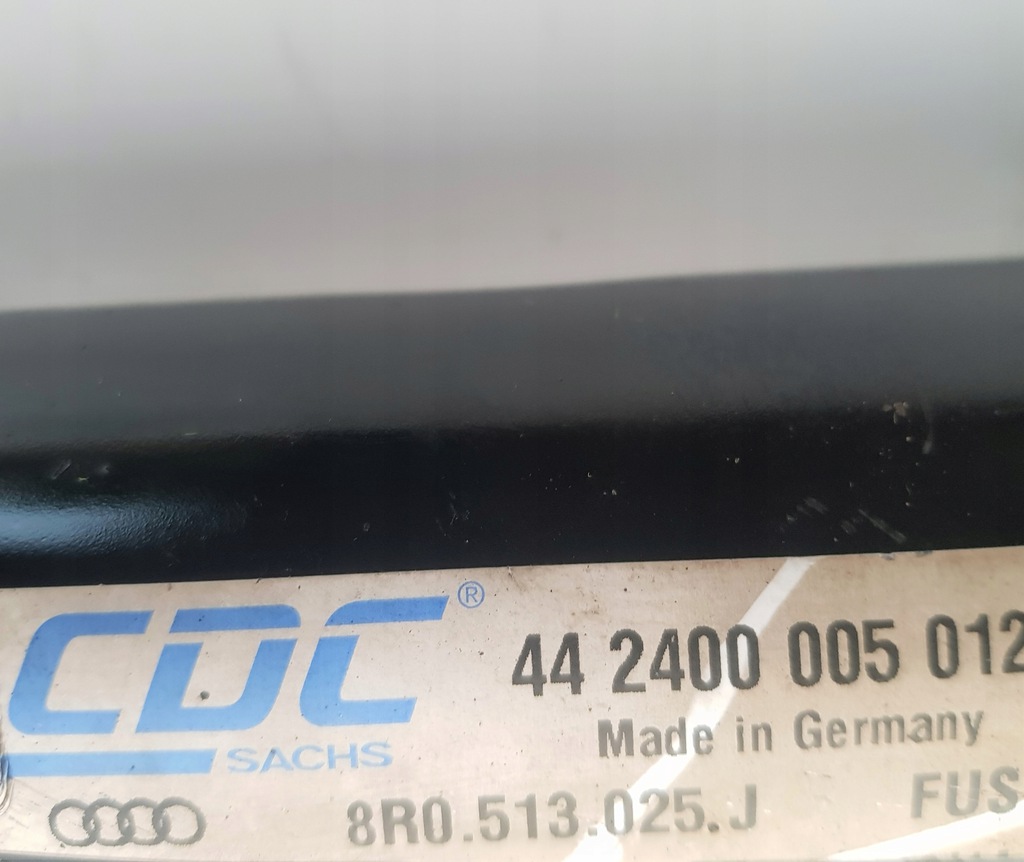 CDC®
44 2400 005 012
Made in Germany
SACHS
8R0.513.025.J
FUS